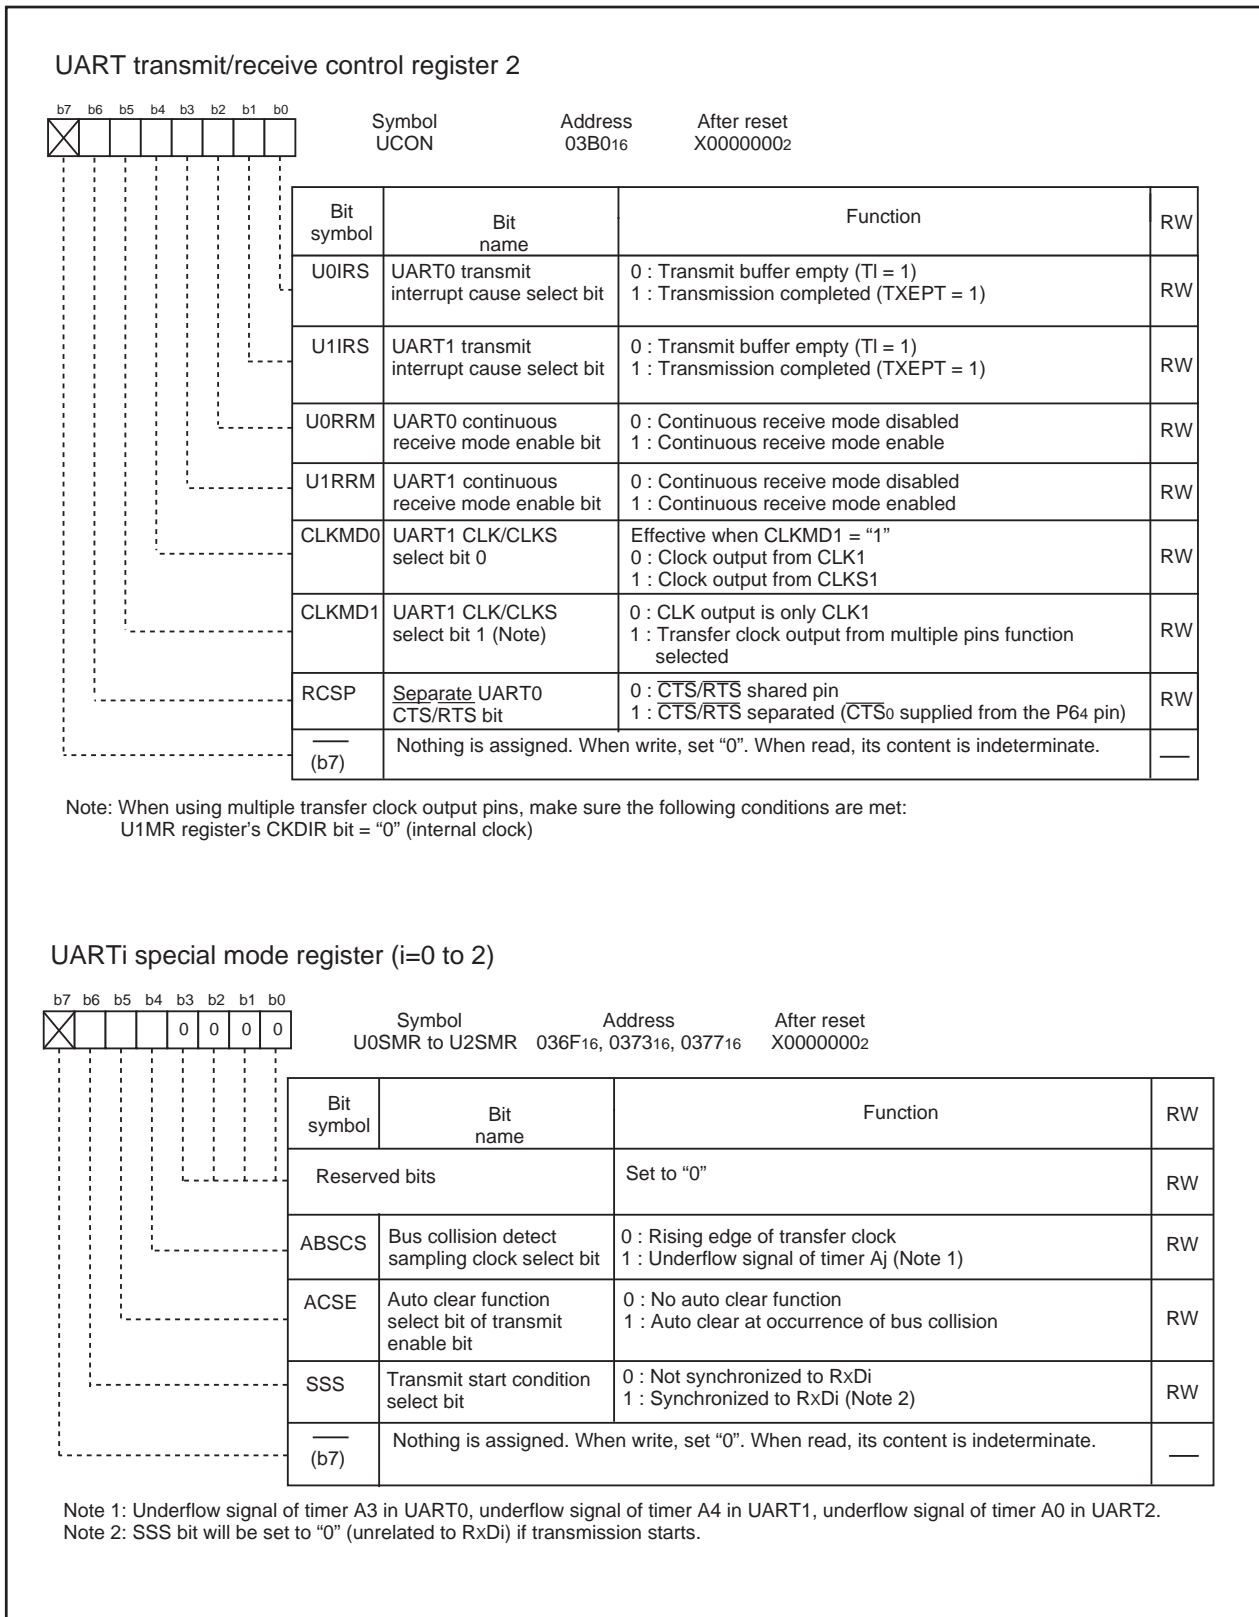 UART transmit/receive control register 2
b7 b6 b5 b4 b3 b2 b1 b0
Symbol Address After reset
UCON 03B016 X00000002
Bit symbol Bit name Function RW
U0IRS UART0 transmit interrupt cause select bit 0 : Transmit buffer empty (Tl = 1) RW
1 : Transmission completed (TXEPT = 1)
U1IRS UART1 transmit interrupt cause select bit 0 : Transmit buffer empty (Tl = 1) RW
1 : Transmission completed (TXEPT = 1)
U0RRM UART0 continuous receive mode enable bit 0 : Continuous receive mode disabled RW
1 : Continuous receive mode enable
U1RRM UART1 continuous receive mode enable bit 0 : Continuous receive mode disabled RW
1 : Continuous receive mode enabled
CLKMD0 UART1 CLK/CLKS select bit 0 Effective when CLKMD1 = “1” RW
0 : Clock output from CLK1
1 : Clock output from CLKS1
CLKMD1 UART1 CLK/CLKS select bit 1 (Note) 0 : CLK output is only CLK1 RW
1 : Transfer clock output from multiple pins function
selected
RCSP Separate UART0 CTS/RTS bit 0 : CTS/RTS shared pin RW
1 : CTS/RTS separated (CTS0 supplied from the P64 pin)
(b7) Nothing is assigned. When write, set “0”. When read, its content is indeterminate. —
Note: When using multiple transfer clock output pins, make sure the following conditions are met:
U1MR register’s CKDIR bit = “0” (internal clock)
UARTi special mode register (i=0 to 2)
b7 b6 b5 b4 b3 b2 b1 b0
0 0 0 0
Symbol Address After reset
U0SMR to U2SMR 036F16, 037316, 037716 X00000002
Bit symbol Bit name Function RW
Reserved bits Set to “0” RW
ABSCS Bus collision detect sampling clock select bit 0 : Rising edge of transfer clock RW
1 : Underflow signal of timer Aj (Note 1)
ACSE Auto clear function select bit of transmit enable bit 0 : No auto clear function RW
1 : Auto clear at occurrence of bus collision
SSS Transmit start condition select bit 0 : Not synchronized to RxDi RW
1 : Synchronized to RxDi (Note 2)
(b7) Nothing is assigned. When write, set “0”. When read, its content is indeterminate. —
Note 1: Underflow signal of timer A3 in UART0, underflow signal of timer A4 in UART1, underflow signal of timer A0 in UART2.
Note 2: SSS bit will be set to “0” (unrelated to RxDi) if transmission starts.